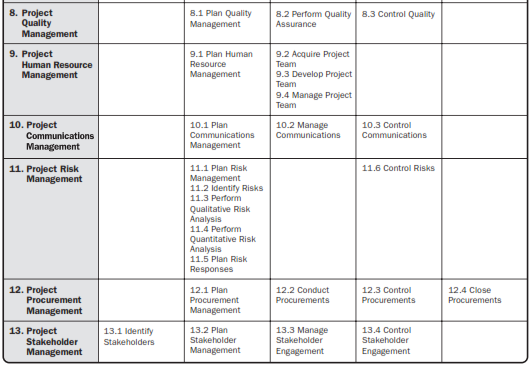 8. Project
Quality
Management
8.1 Plan Quality
Management
8.2 Perform Quality
Assurance
8.3 Control Quality
9. Project
Human Resource
Management
9.1 Plan Human
Resource
Management
9.2 Acquire Project
Team
9.3 Develop Project
Team
9.4 Manage Project
Team
10. Project
Communications
Management
10.1 Plan
Communications
Management
10.2 Manage
Communications
10.3 Control
Communications
11. Project Risk
Management
11.1 Plan Risk
Management
11.2 Identify Risks
11.3 Perform
Qualitative Risk
Analysis
11.4 Perform
Quantitative Risk
Analysis
11.5 Plan Risk
Responses
11.6 Control Risks
12. Project
Procurement
Management
12.1 Plan
Procurement
Management
12.2 Conduct
Procurements
12.3 Control
Procurements
12.4 Close
Procurements
13. Project
Stakeholder
Management
13.1 Identify
Stakeholders
13.2 Plan
Stakeholder
Management
13.3 Manage
Stakeholder
Engagement
13.4 Control
Stakeholder
Engagement